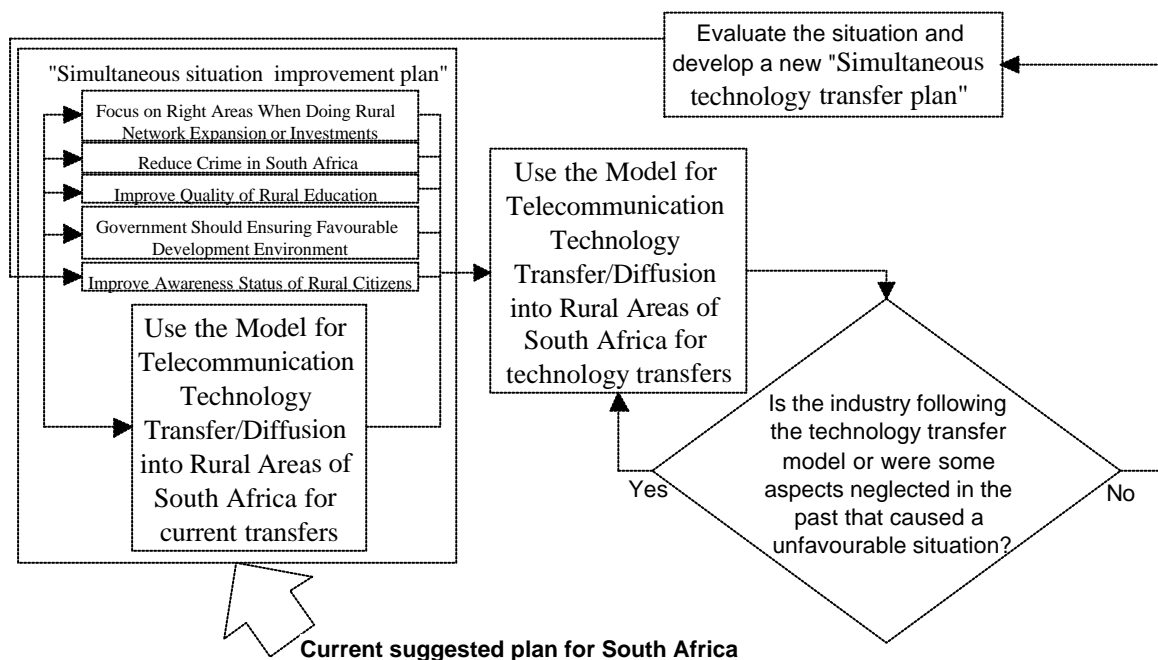 Evaluate the situation and
develop a new "Simultaneous
technology transfer plan"
"Simultaneous situation improvement plan"
Focus on Right Areas When Doing Rural
Network Expansion or Investments
Reduce Crime in South Africa
Improve Quality of Rural Education
Government Should Ensuring Favourable
Development Environment
Improve Awareness Status of Rural Citizens
Use the Model for
Telecommunication
Technology
Transfer/Diffusion
into Rural Areas of
South Africa for
current transfers
Use the Model for
Telecommunication
Technology
Transfer/Diffusion
into Rural Areas of
South Africa for
technology transfers
Is the industry following
the technology transfer
model or were some
aspects neglected in the
past that caused a
unfavourable situation?
Yes
No
Current suggested plan for South Africa